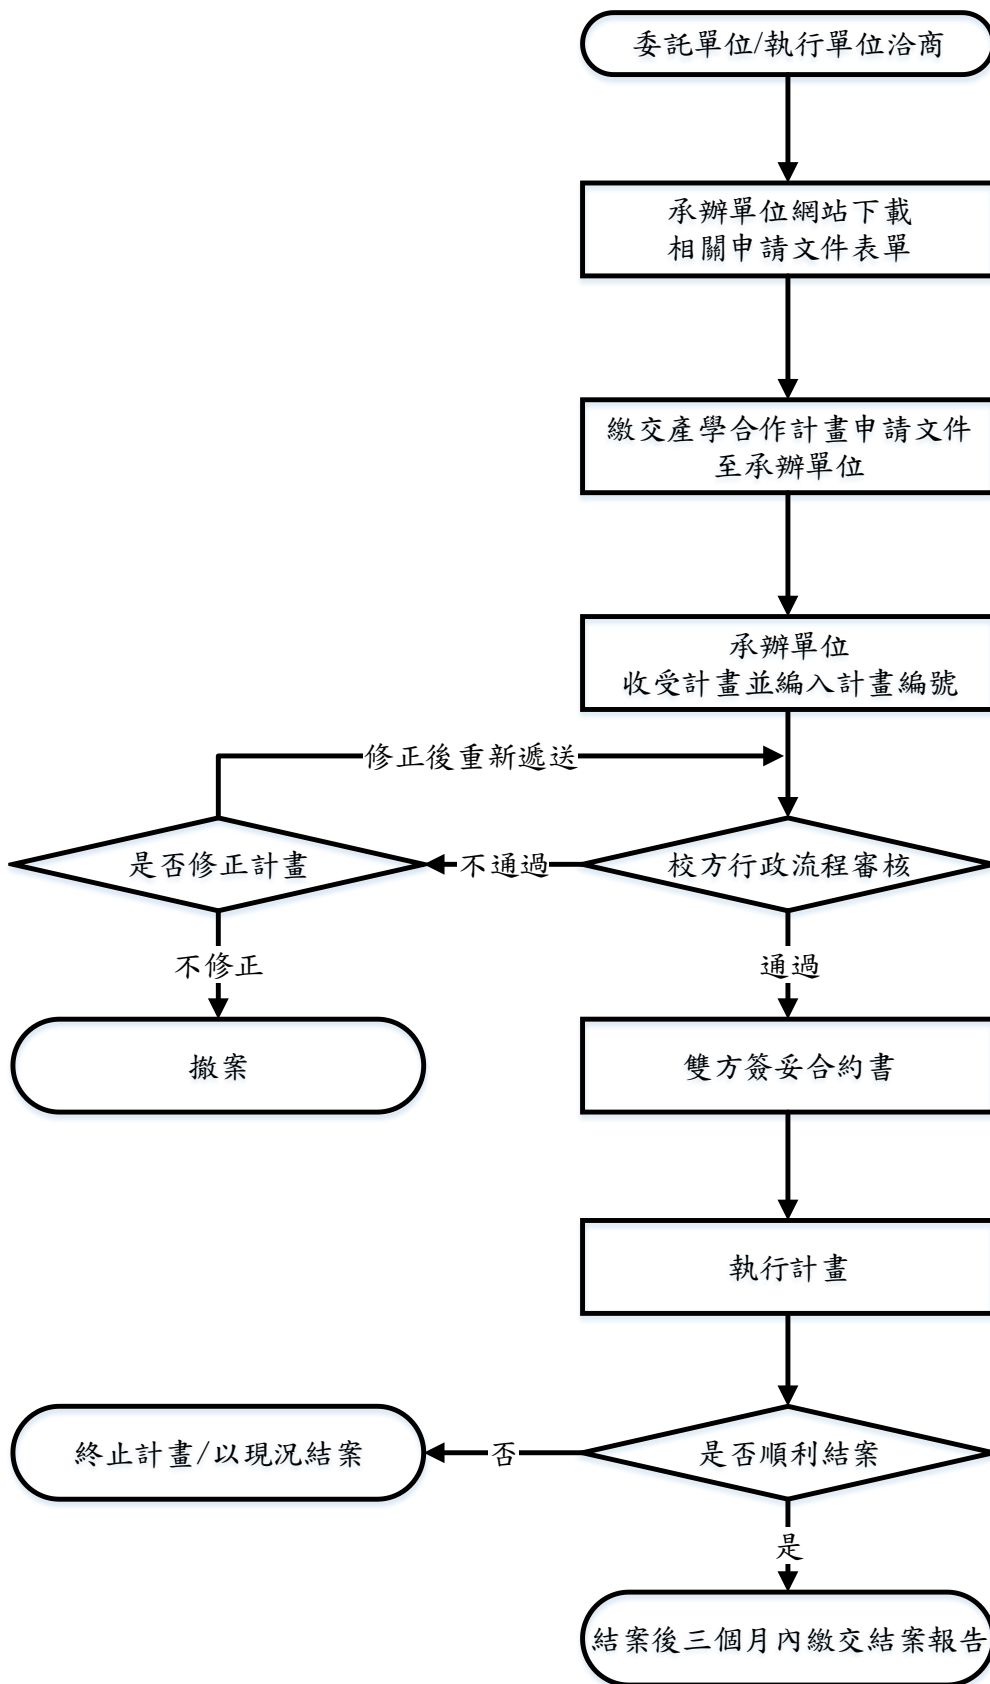 委託單位/執行單位洽商
承辦單位網站下載
相關申請文件表單
繳交產學合作計畫申請文件
至承辦單位
承辦單位
收受計畫並編入計畫編號
修正後重新遞送
是否修正計畫
不通過
校方行政流程審核
不修正
通過
撤案
雙方簽妥合約書
執行計畫
終止計畫/以現況結案
否
是否順利結案
是
結案後三個月內繳交結案報告